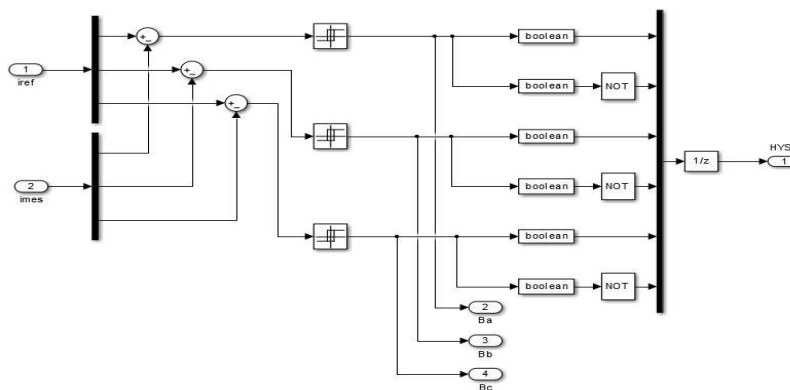 +
−
boolean
1
iref
+
−
boolean
NOT
+
−
boolean
HYS
1/z
1
2
imes
boolean
NOT
boolean
boolean
NOT
2
Ba
3
Bb
4
Bc